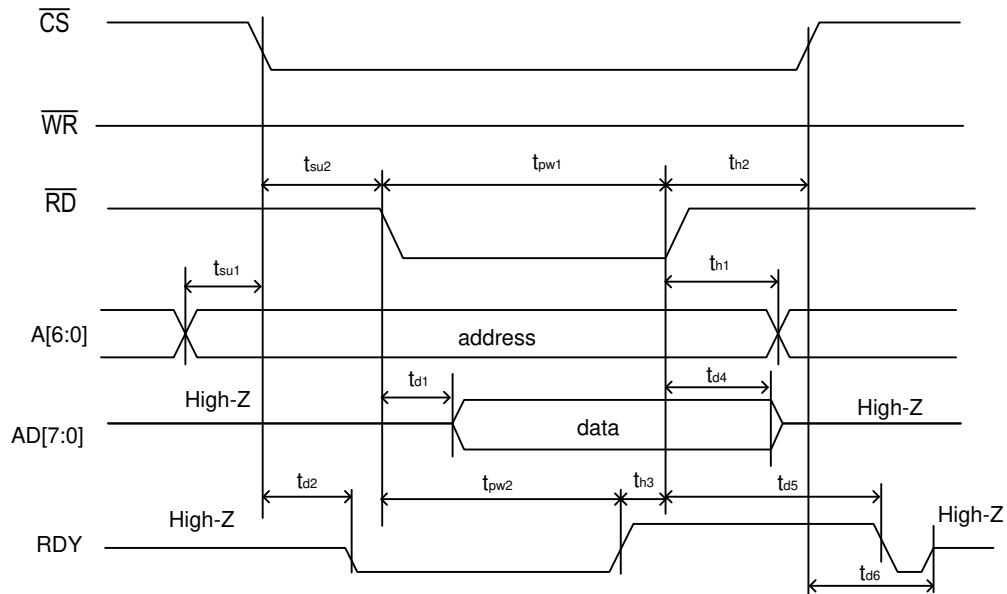 CS
WR
tsu2 tpw1 th2
RD
tsu1 th1
A[6:0] address
td1 td4
High-Z High-Z
AD[7:0] data
td2 tpw2 th3 td5
High-Z High-Z
RDY
td6